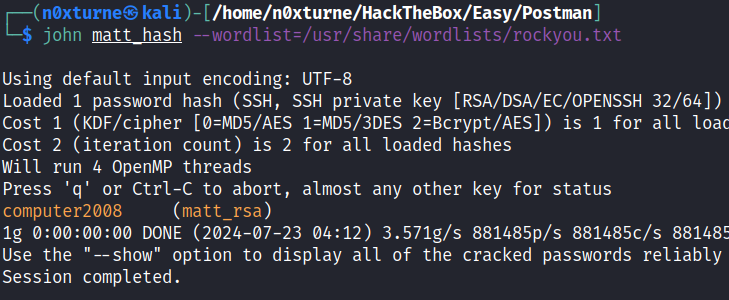 ┌──(n0xturne㉿kali)-[/home/n0xturne/HackTheBox/Easy/Postman]
└─$ john matt_hash --wordlist=/usr/share/wordlists/rockyou.txt
Using default input encoding: UTF-8
Loaded 1 password hash (SSH, SSH private key [RSA/DSA/EC/OPENSSH 32/64])
Cost 1 (KDF/cipher [0=MD5/AES 1=MD5/3DES 2=Bcrypt/AES]) is 1 for all load
Cost 2 (iteration count) is 2 for all loaded hashes
Will run 4 OpenMP threads
Press 'q' or Ctrl-C to abort, almost any other key for status
computer2008     (matt_rsa)
1g 0:00:00:00 DONE (2024-07-23 04:12) 3.571g/s 881485p/s 881485c/s 881485
Use the "--show" option to display all of the cracked passwords reliably
Session completed.